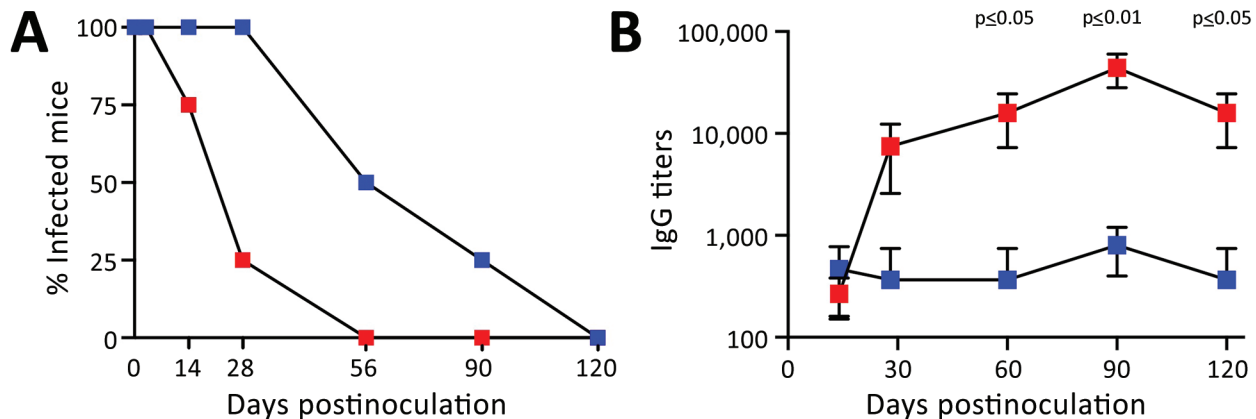 A
% Infected mice
100
75
50
25
0
0 14 28 56 90 120
Days postinoculation
B
p≤0.05 p≤0.01 p≤0.05
IgG titers
100,000
10,000
1,000
100
0 30 60 90 120
Days postinoculation